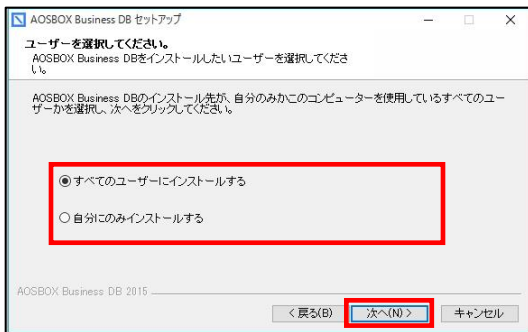 AOSBOX Business DB セットアップ
ユーザーを選択してください。
AOSBOX Business DBをインストールしたいユーザーを選択してくださ
い。
AOSBOX Business DBのインストール先が、自分のみかこのコンピューターを使用しているすべてのユー
ザーかを選択し、次へをクリックしてください。
すべてのユーザーにインストールする
自分にのみインストールする
AOSBOX Business DB 2015
< 戻る(B)
次へ(N) >
キャンセル